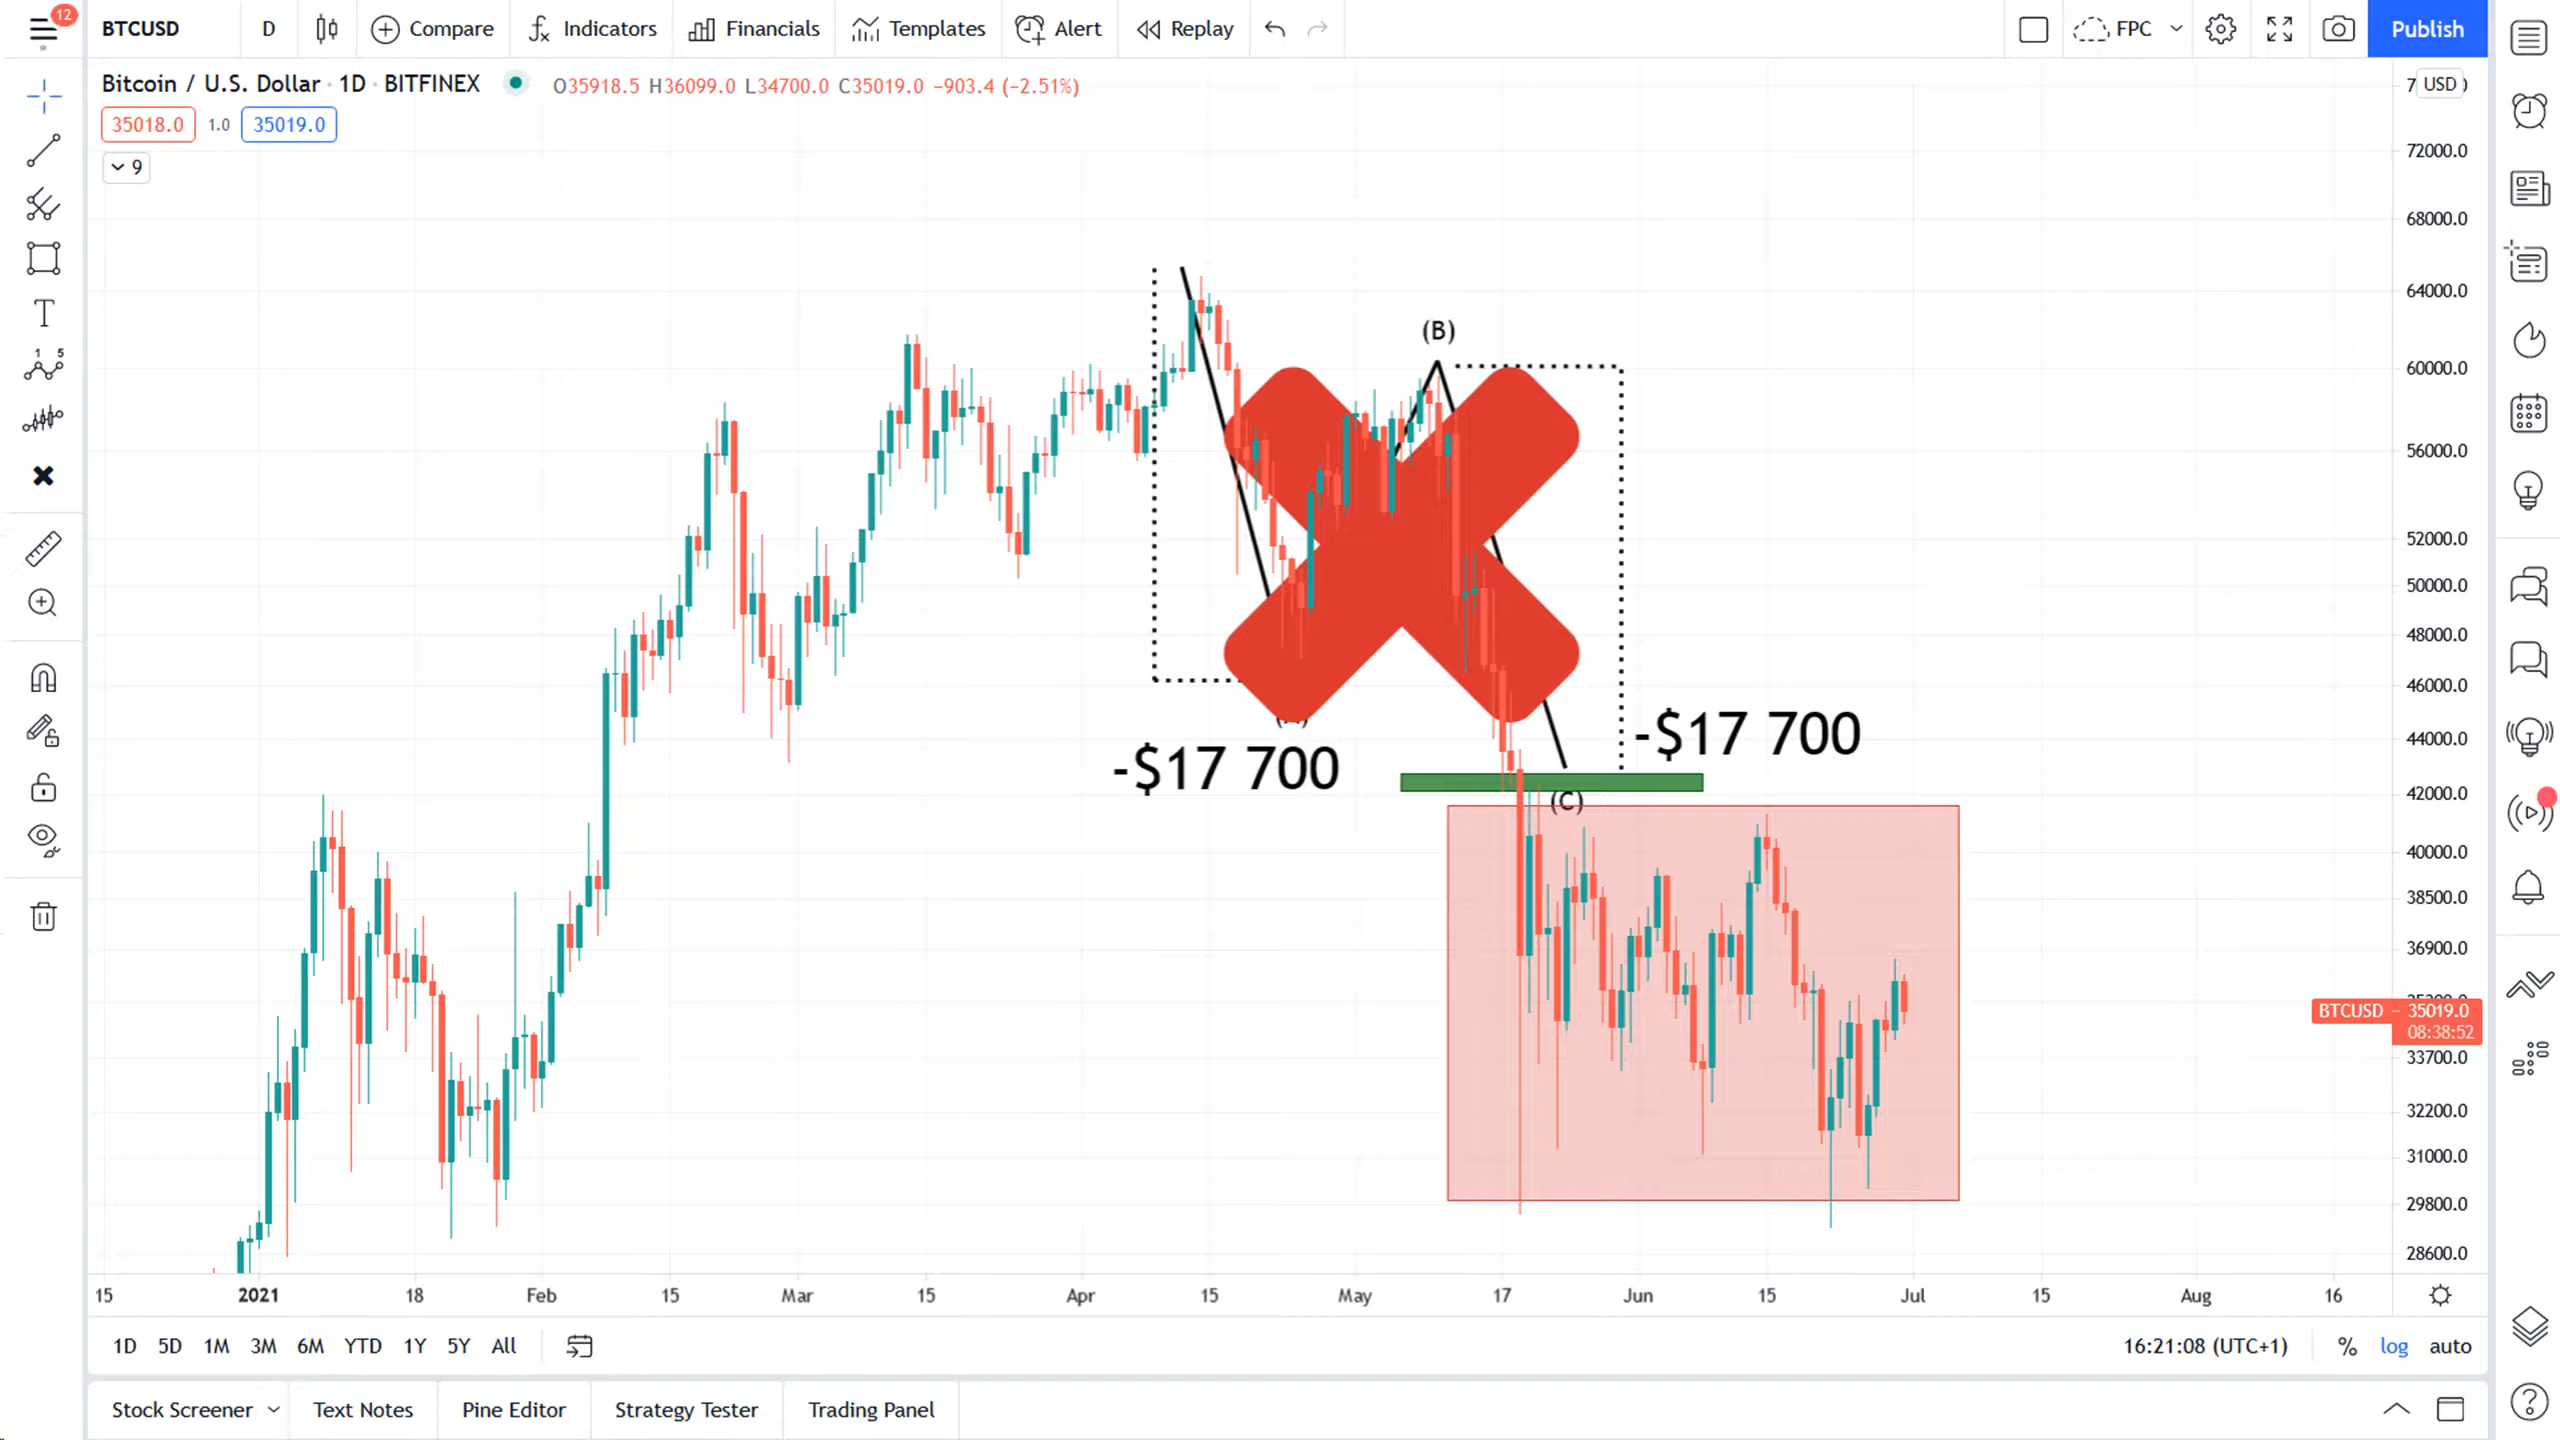 12
BTCUSD D Compare Indicators Financials Templates Alert Replay FPC Publish
Bitcoin / U.S. Dollar · 1D · BITFINEX O35918.5 H36099.0 L34700.0 C35019.0 −903.4 (−2.51%)
USD
35018.0 1.0 35019.0
9
72000.0
68000.0
64000.0
(B)
60000.0
56000.0
52000.0
50000.0
48000.0
46000.0
-$17 700
44000.0
-$17 700
42000.0
(C)
40000.0
38500.0
36900.0
BTCUSD 35019.0
08:38:52
33700.0
32200.0
31000.0
29800.0
28600.0
15 2021 18 Feb 15 Mar 15 Apr 15 May 17 Jun 15 Jul 15 Aug 16
1D 5D 1M 3M 6M YTD 1Y 5Y All 16:21:08 (UTC+1) % log auto
Stock Screener Text Notes Pine Editor Strategy Tester Trading Panel